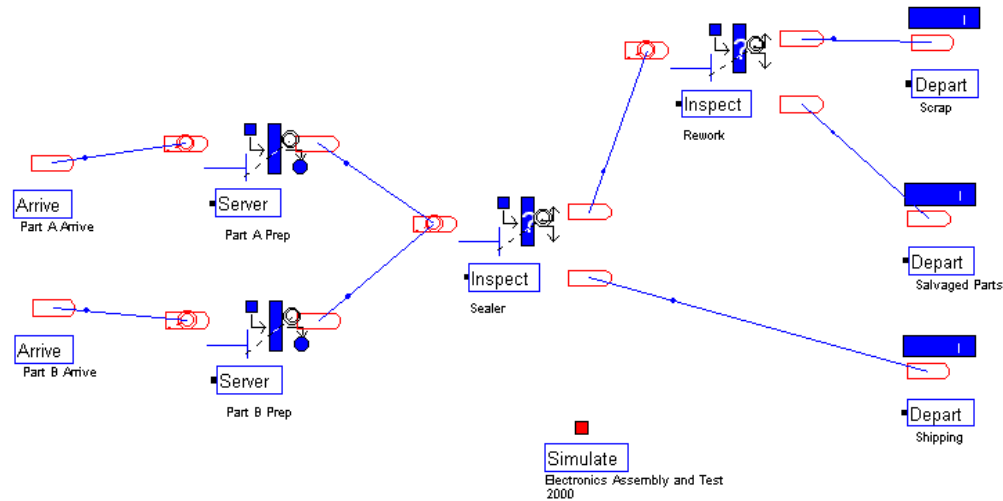 Inspect
Rework
Depart
Scrap
Arrive
Part A Arrive
Server
Part A Prep
Inspect
Sealer
Depart
Salvaged Parts
Arrive
Part B Arrive
Server
Part B Prep
Depart
Shipping
Simulate
Electronics Assembly and Test
2000